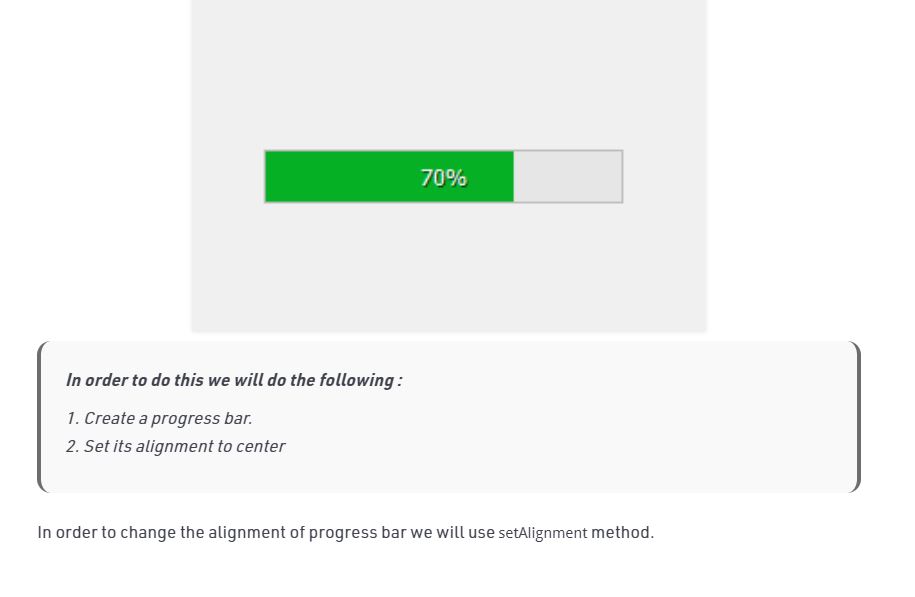 70%
In order to do this we will do the following :
1. Create a progress bar.
2. Set its alignment to center
In order to change the alignment of progress bar we will use setAlignment method.